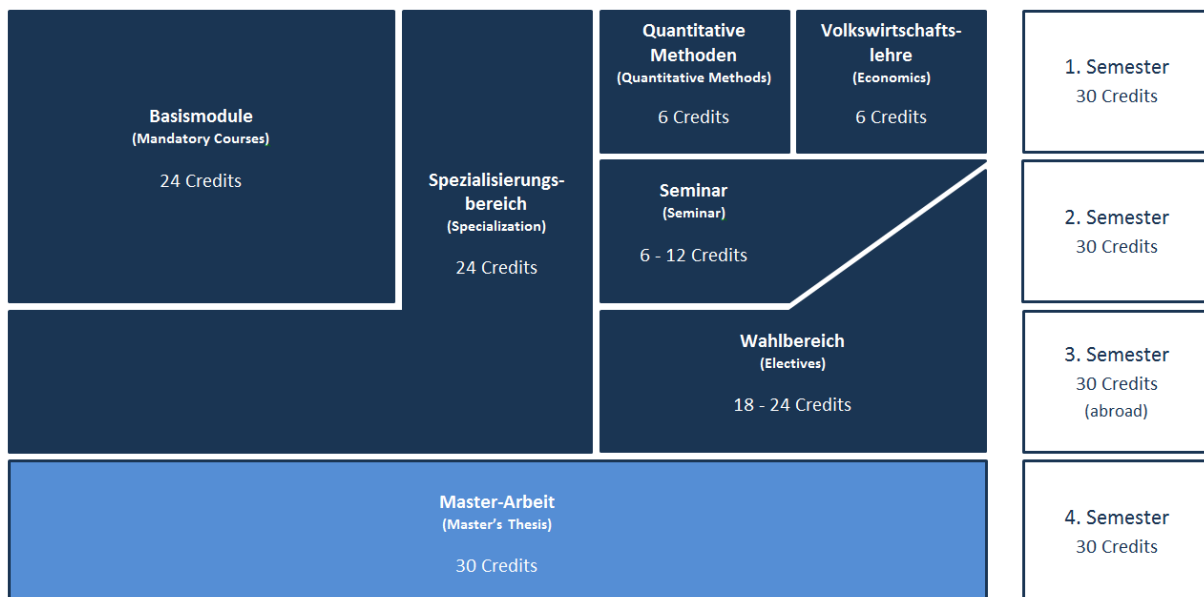 Basismodule
(Mandatory Courses)
24 Credits
Spezialisierungs-
bereich
(Specialization)
24 Credits
Quantitative
Methoden
(Quantitative Methods)
6 Credits
Volkswirtschafts-
lehre
(Economics)
6 Credits
1. Semester
30 Credits
Seminar
(Seminar)
6 - 12 Credits
2. Semester
30 Credits
Wahlbereich
(Electives)
18 - 24 Credits
3. Semester
30 Credits
(abroad)
Master-Arbeit
(Master's Thesis)
30 Credits
4. Semester
30 Credits